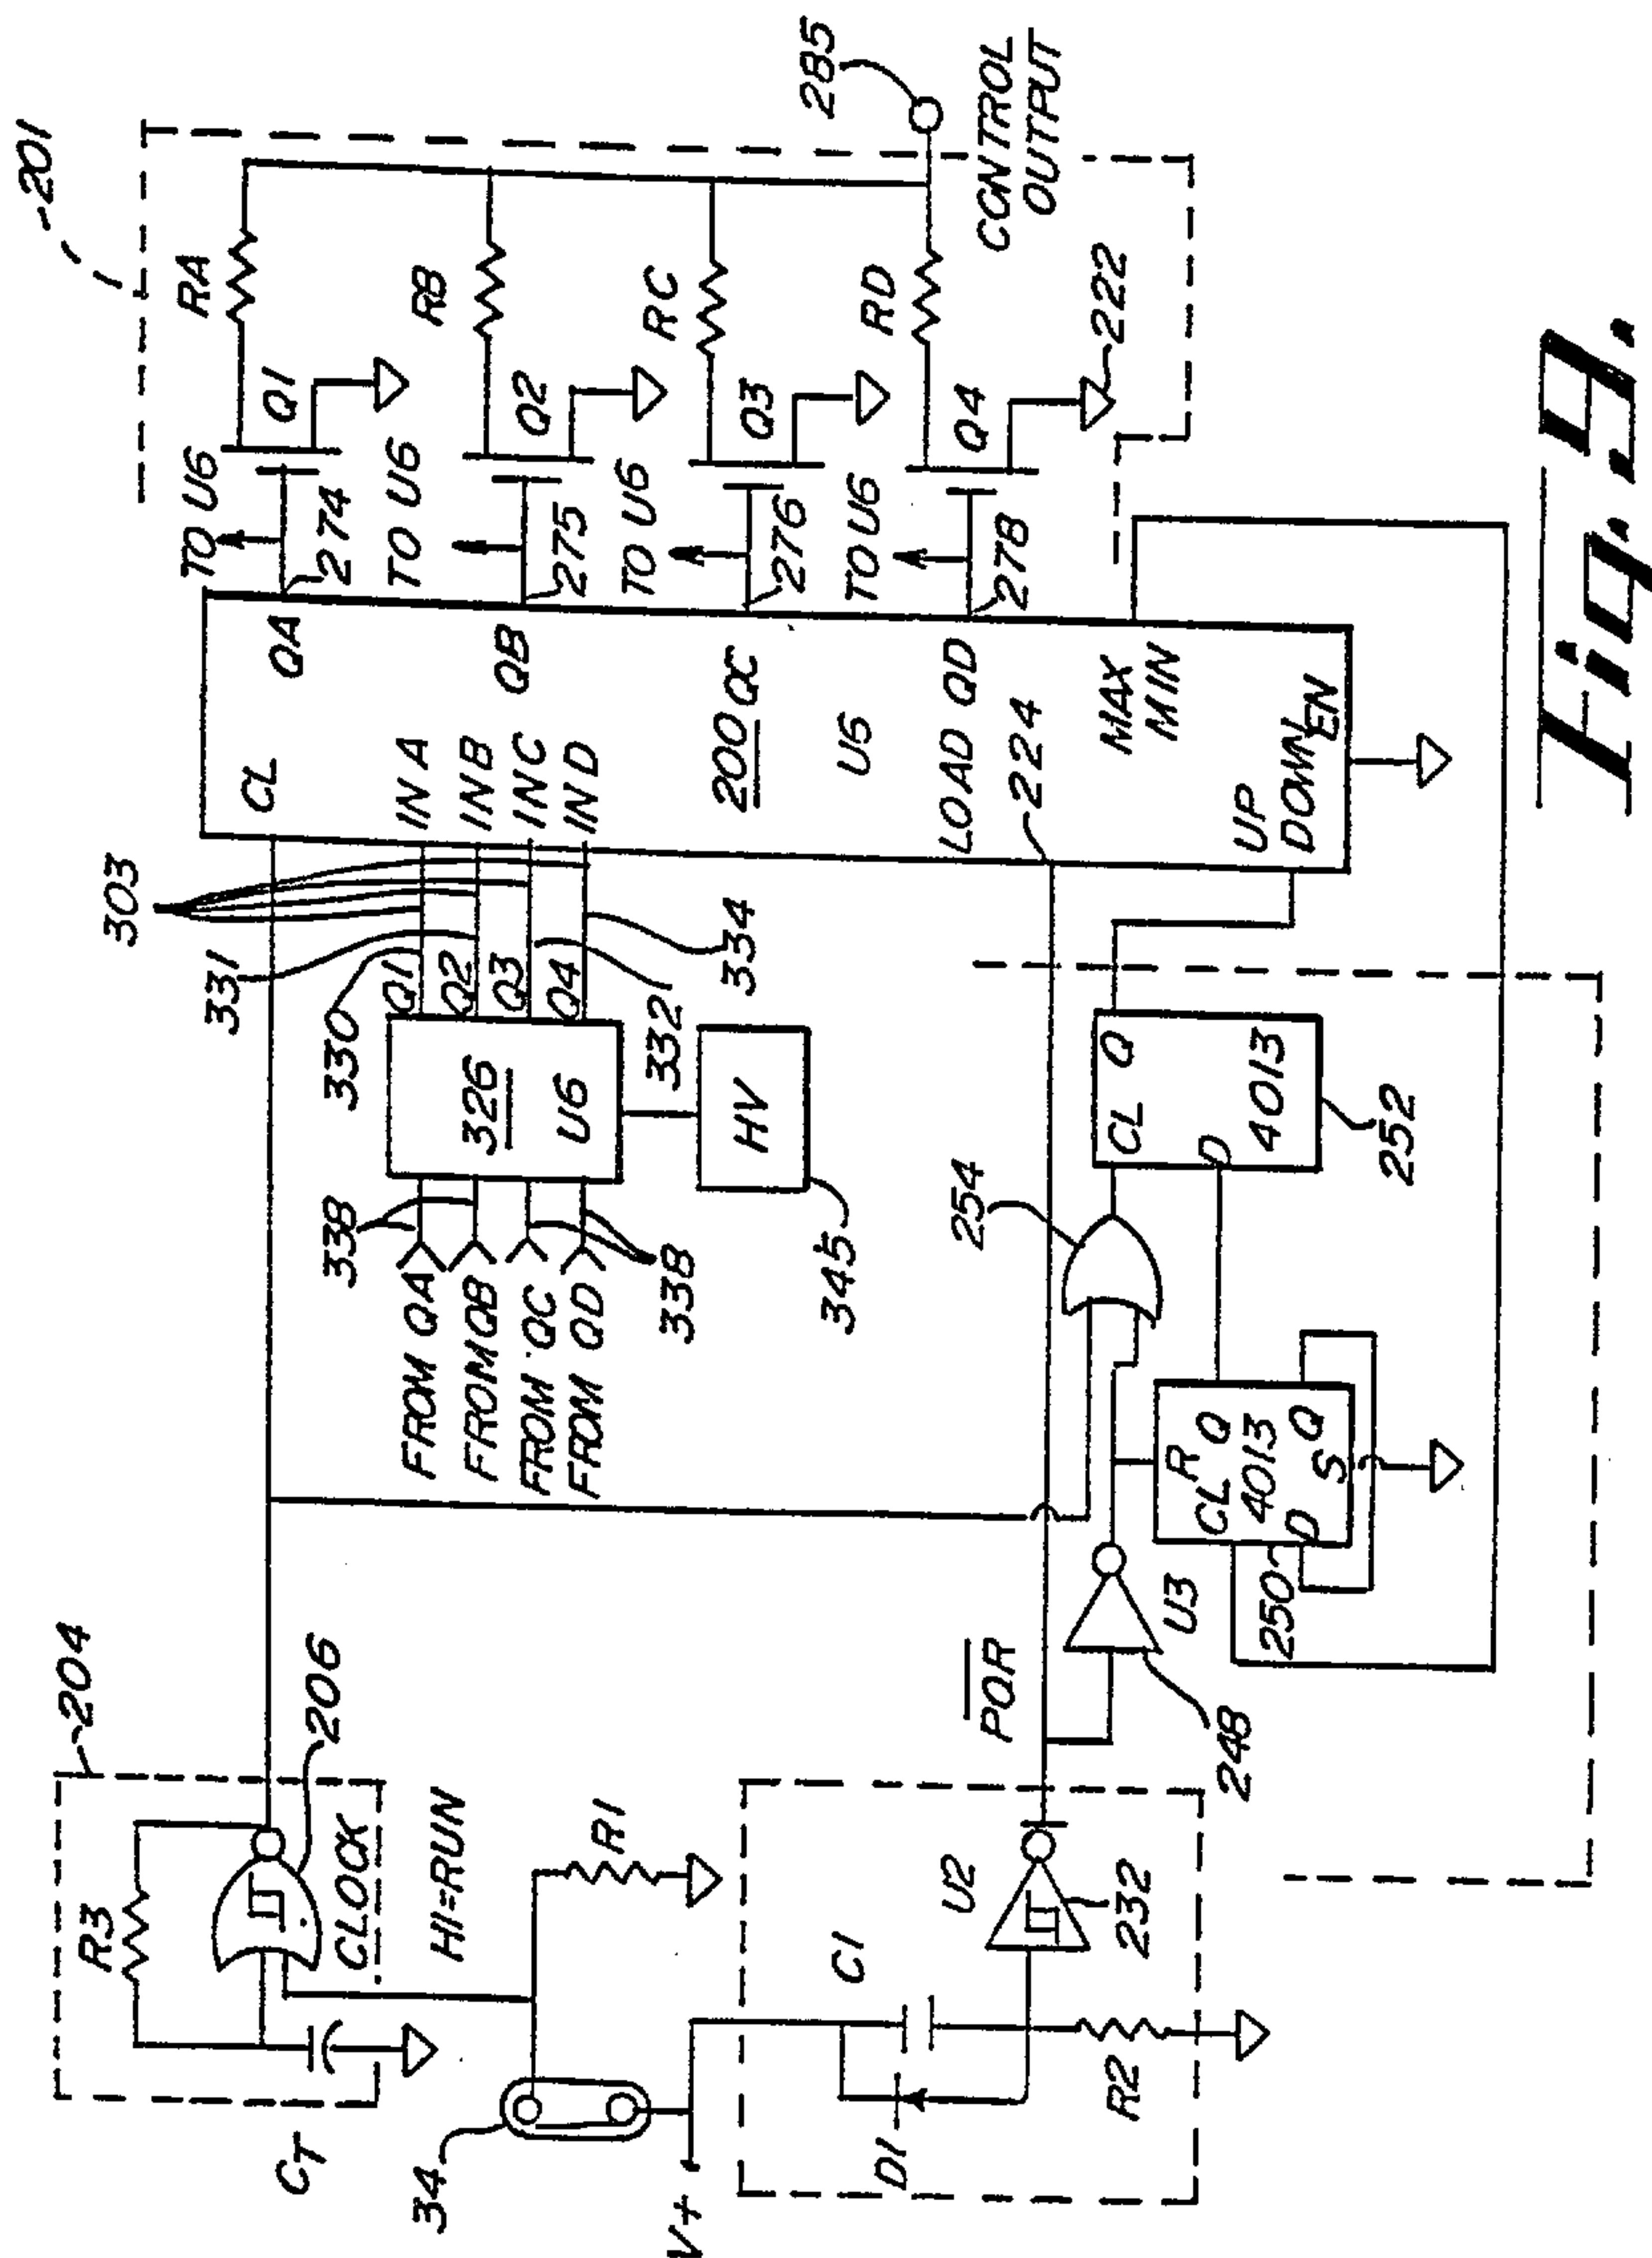 201
RA
RB
RC
RD
285
CONTROL
OUTPUT
222
Q1
Q2
Q3
Q4
TO U6
TO U6
TO U6
TO U6
274
275
276
278
CL
QA
QB
200
QC
U5
LOAD QD
224
MAX
MIN
UP
DOWN
EN
IN A
IN B
IN C
IN D
303
331
330
Q1
Q2
Q3
Q4
332
334
326
U6
HV
345
338
338
FROM QA
FROM QB
FROM QC
FROM QD
254
CL Q
D
4013
252
R
CL Q
4013
D S Q
250
U3
248
POR
204
206
R3
CLOCK
CT
HI=RUN
R1
34
V+
D1
C1
R2
U2
232
Fig. 9.